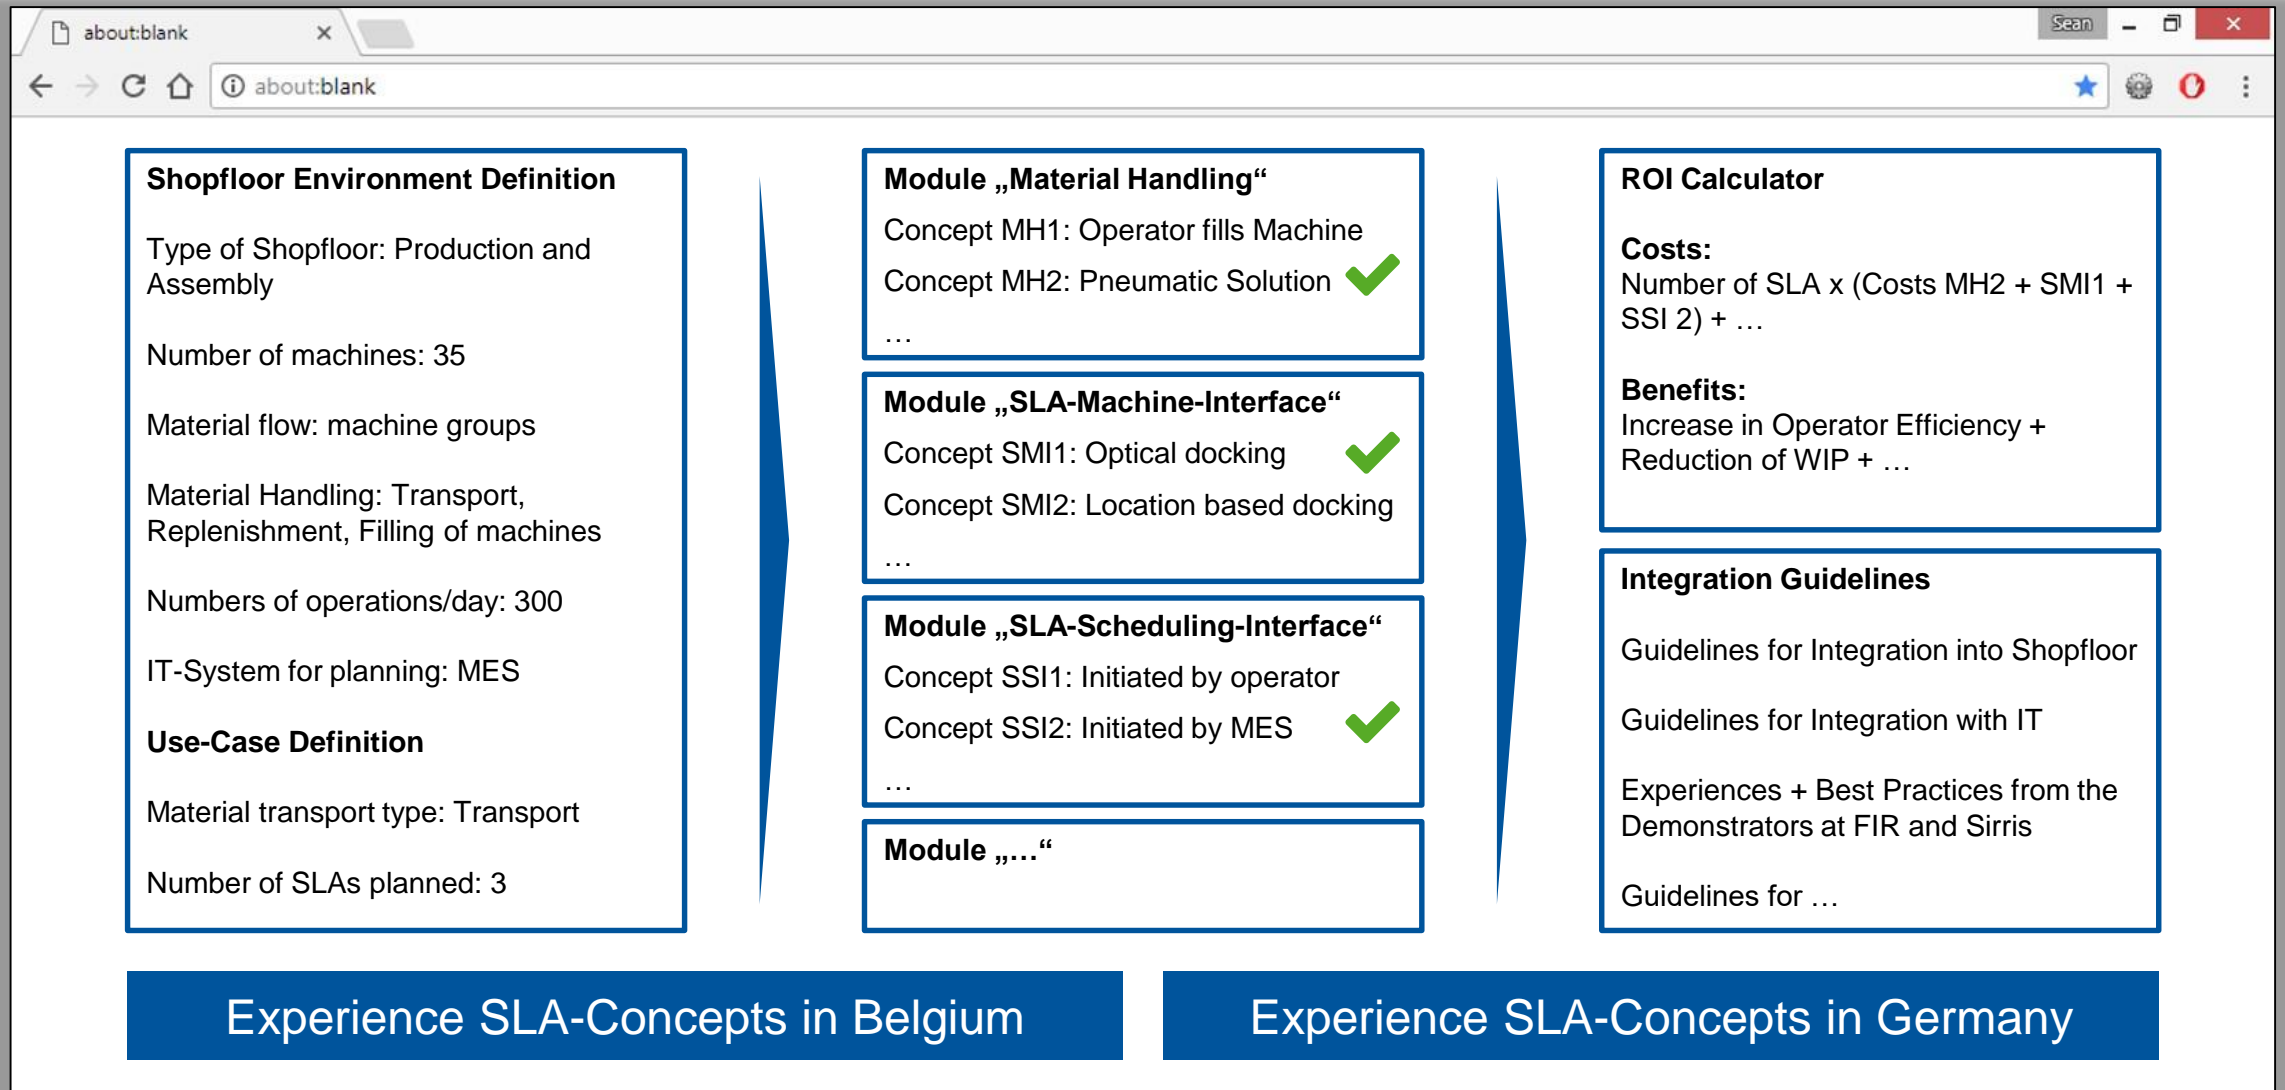 about:blank
Sean
about:blank
Shopfloor Environment Definition
Type of Shopfloor: Production and
Assembly
Number of machines: 35
Material flow: machine groups
Material Handling: Transport,
Replenishment, Filling of machines
Numbers of operations/day: 300
IT-System for planning: MES
Use-Case Definition
Material transport type: Transport
Number of SLAs planned: 3
Module „Material Handling“
Concept MH1: Operator fills Machine
Concept MH2: Pneumatic Solution
…
Module „SLA-Machine-Interface“
Concept SMI1: Optical docking
Concept SMI2: Location based docking
…
Module „SLA-Scheduling-Interface“
Concept SSI1: Initiated by operator
Concept SSI2: Initiated by MES
…
Module „…“
ROI Calculator
Costs:
Number of SLA x (Costs MH2 + SMI1 +
SSI 2) + …
Benefits:
Increase in Operator Efficiency +
Reduction of WIP + …
Integration Guidelines
Guidelines for Integration into Shopfloor
Guidelines for Integration with IT
Experiences + Best Practices from the
Demonstrators at FIR and Sirris
Guidelines for …
Experience SLA-Concepts in Belgium
Experience SLA-Concepts in Germany